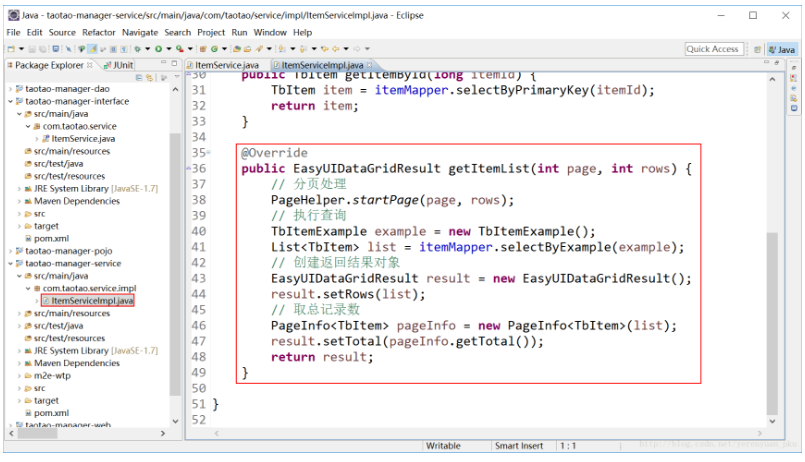 Java - taotao-manager-service/src/main/java/com/taotao/service/impl/ItemServiceImpl.java - Eclipse
File Edit Source Refactor Navigate Search Project Run Window Help
Quick Access
Java
Package Explorer
JUnit
ItemService.java
ItemServiceImpl.java
taotao-manager-dao
taotao-manager-interface
src/main/java
com.taotao.service
ItemService.java
src/main/resources
src/test/java
src/test/resources
JRE System Library [JavaSE-1.7]
Maven Dependencies
src
target
pom.xml
taotao-manager-pojo
taotao-manager-service
src/main/java
com.taotao.service.impl
ItemServiceImpl.java
src/main/resources
src/test/java
src/test/resources
JRE System Library [JavaSE-1.7]
Maven Dependencies
m2e-wtp
src
target
pom.xml
taotao-manager-web
30 public TbItem getItemById(long itemId) {
31 TbItem item = itemMapper.selectByPrimaryKey(itemId);
32 return item;
33 }
34
35 @Override
36 public EasyUIDataGridResult getItemList(int page, int rows) {
37 // 分页处理
38 PageHelper.startPage(page, rows);
39 // 执行查询
40 TbItemExample example = new TbItemExample();
41 List<TbItem> list = itemMapper.selectByExample(example);
42 // 创建返回结果对象
43 EasyUIDataGridResult result = new EasyUIDataGridResult();
44 result.setRows(list);
45 // 取总记录数
46 PageInfo<TbItem> pageInfo = new PageInfo<TbItem>(list);
47 result.setTotal(pageInfo.getTotal());
48 return result;
49 }
50
51 }
52
Writable
Smart Insert
1 : 1